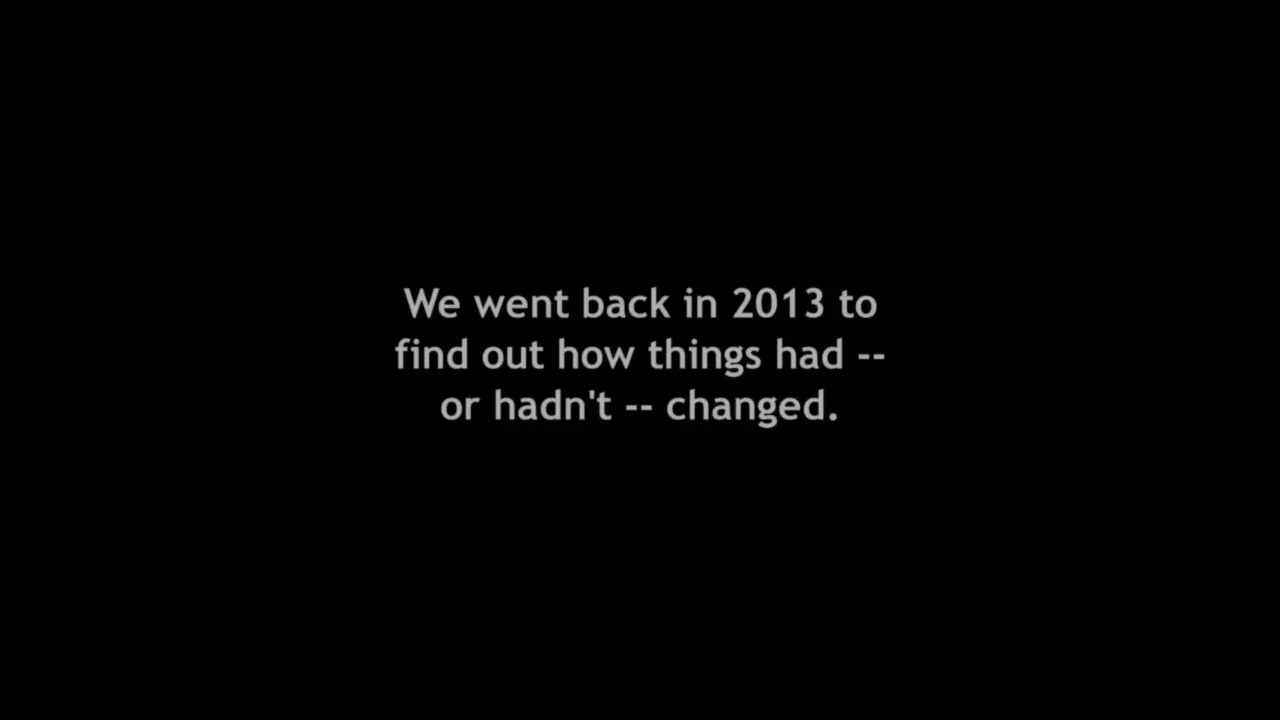 We went back in 2013 to
find out how things had --
or hadn't -- changed.